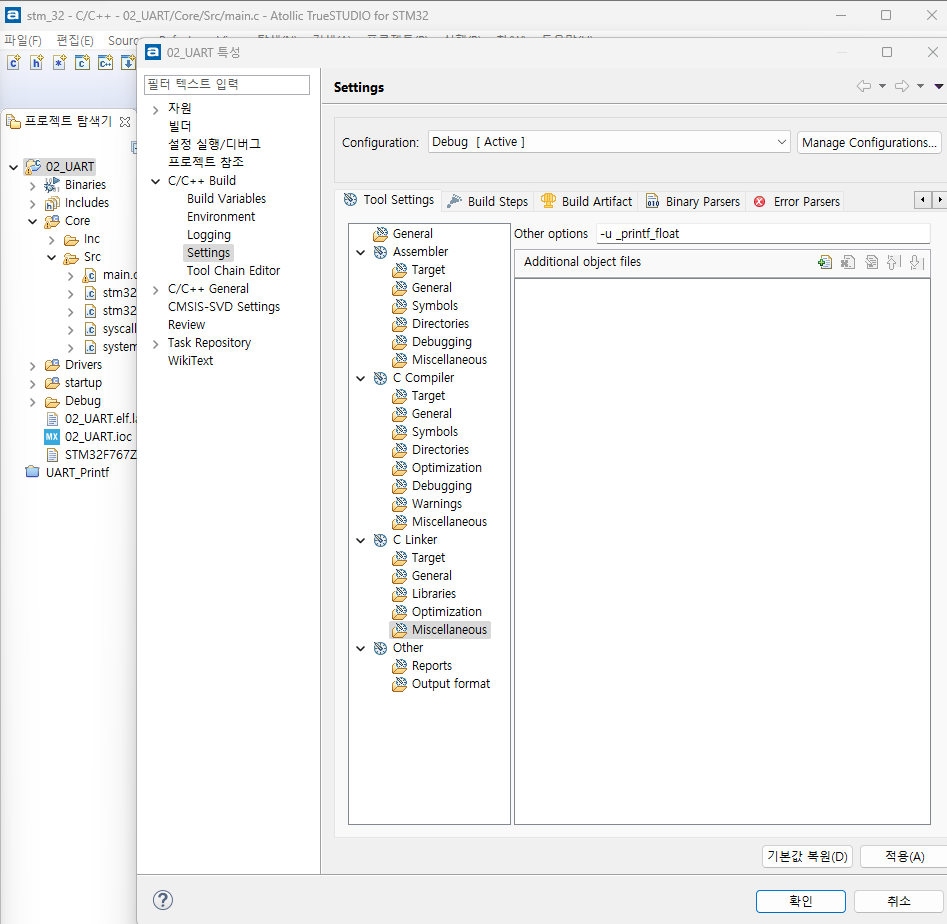 stm_32 - C/C++ - 02_UART/Core/Src/main.c - Atollic TrueSTUDIO for STM32
파일(F) 편집(E)
02_UART 특성
프로젝트 탐색기
02_UART
Binaries
Includes
Core
Inc
Src
main.c
stm32
stm32
syscall
system
Drivers
startup
Debug
02_UART.elf.la
02_UART.ioc
STM32F767Z
UART_Printf
필터 텍스트 입력
자원
빌더
설정 실행/디버그
프로젝트 참조
C/C++ Build
Build Variables
Environment
Logging
Settings
Tool Chain Editor
C/C++ General
CMSIS-SVD Settings
Review
Task Repository
WikiText
Settings
Configuration: Debug [ Active ] Manage Configurations...
Tool Settings Build Steps Build Artifact Binary Parsers Error Parsers
General
Assembler
Target
General
Symbols
Directories
Debugging
Miscellaneous
C Compiler
Target
General
Symbols
Directories
Optimization
Debugging
Warnings
Miscellaneous
C Linker
Target
General
Libraries
Optimization
Miscellaneous
Other
Reports
Output format
Other options -u _printf_float
Additional object files
기본값 복원(D) 적용(A)
확인 취소